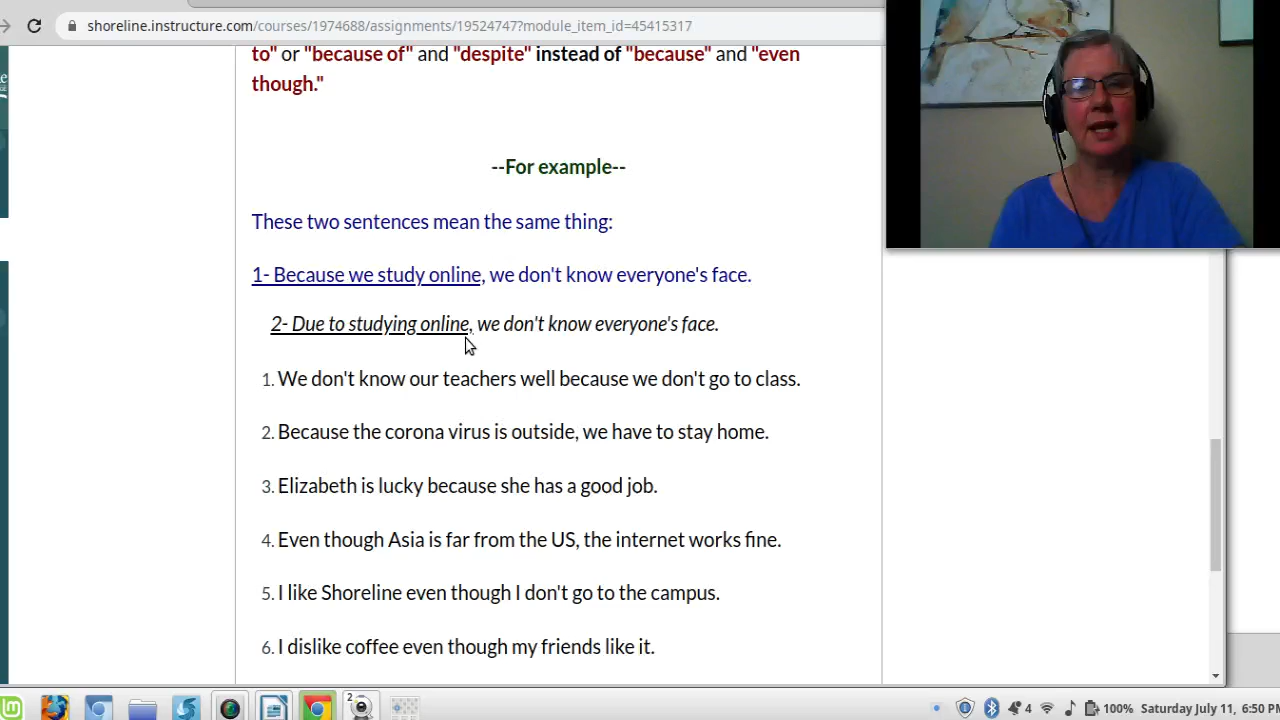 shoreline.instructure.com/courses/1974688/assignments/19524747?module_item_id=45415317
to" or "because of" and "despite" instead of "because" and "even
though."
--For example--
These two sentences mean the same thing:
1- Because we study online, we don't know everyone's face.
2- Due to studying online, we don't know everyone's face.
1. We don't know our teachers well because we don't go to class.
2. Because the corona virus is outside, we have to stay home.
3. Elizabeth is lucky because she has a good job.
4. Even though Asia is far from the US, the internet works fine.
5. I like Shoreline even though I don't go to the campus.
6. I dislike coffee even though my friends like it.
2
4 100% Saturday July 11, 6:50 PM